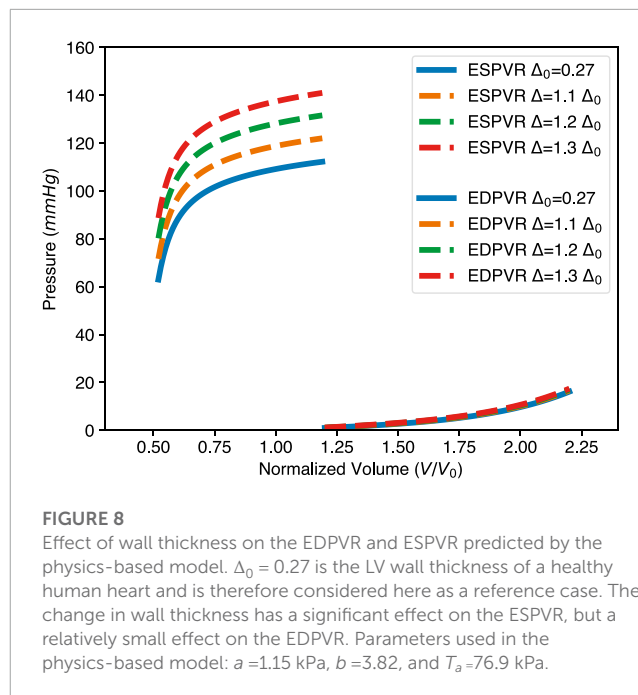 160
140
120
100
80
60
40
20
0
Pressure (mmHg)
ESPVR Δ₀=0.27
ESPVR Δ=1.1 Δ₀
ESPVR Δ=1.2 Δ₀
ESPVR Δ=1.3 Δ₀
EDPVR Δ₀=0.27
EDPVR Δ=1.1 Δ₀
EDPVR Δ=1.2 Δ₀
EDPVR Δ=1.3 Δ₀
0.50 0.75 1.00 1.25 1.50 1.75 2.00 2.25
Normalized Volume (V/V₀)
FIGURE 8
Effect of wall thickness on the EDPVR and ESPVR predicted by the
physics-based model. Δ₀ = 0.27 is the LV wall thickness of a healthy
human heart and is therefore considered here as a reference case. The
change in wall thickness has a significant effect on the ESPVR, but a
relatively small effect on the EDPVR. Parameters used in the
physics-based model: a =1.15 kPa, b =3.82, and Tₐ =76.9 kPa.